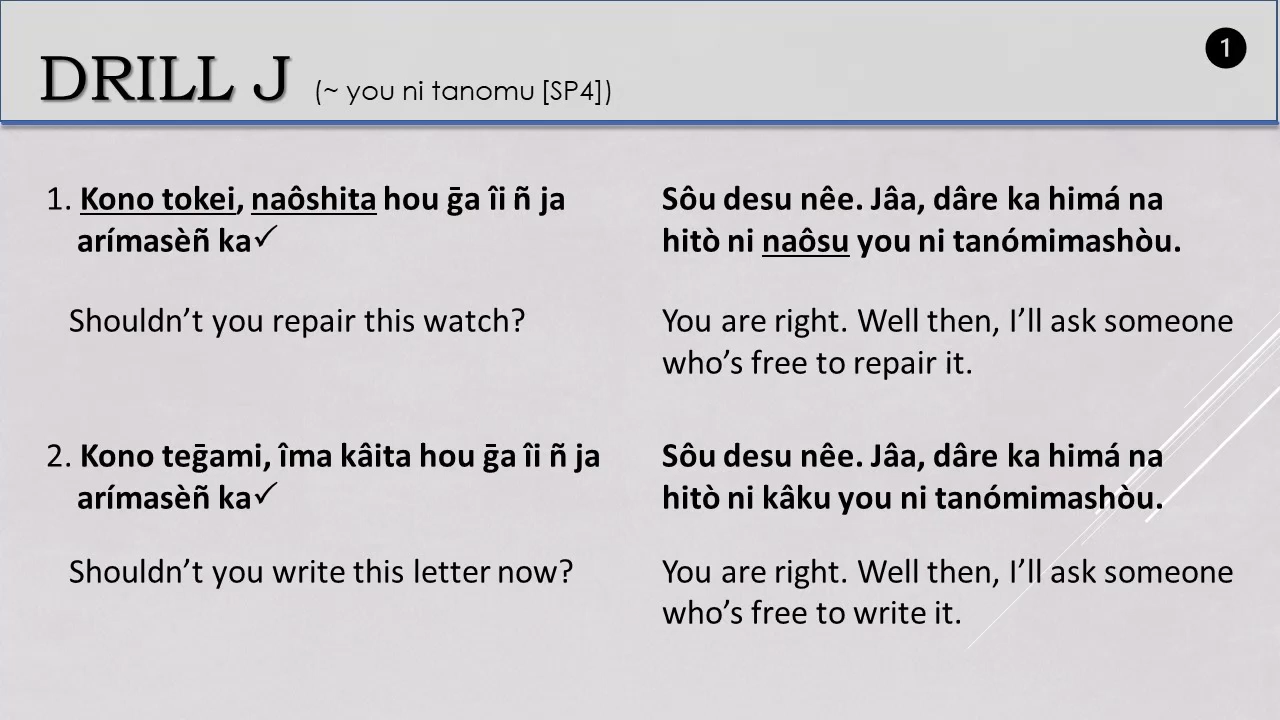 DRILL J (~ you ni tanomu [SP4])
1
1. Kono tokei, naôshita hou ḡa îi ñ ja
arímasèñ ka✓
Sôu desu nêe. Jâa, dâre ka himá na
hitò ni naôsu you ni tanómimashòu.
Shouldn’t you repair this watch?
You are right. Well then, I’ll ask someone
who’s free to repair it.
2. Kono teḡami, îma kâita hou ḡa îi ñ ja
arímasèñ ka✓
Sôu desu nêe. Jâa, dâre ka himá na
hitò ni kâku you ni tanómimashòu.
Shouldn’t you write this letter now?
You are right. Well then, I’ll ask someone
who’s free to write it.